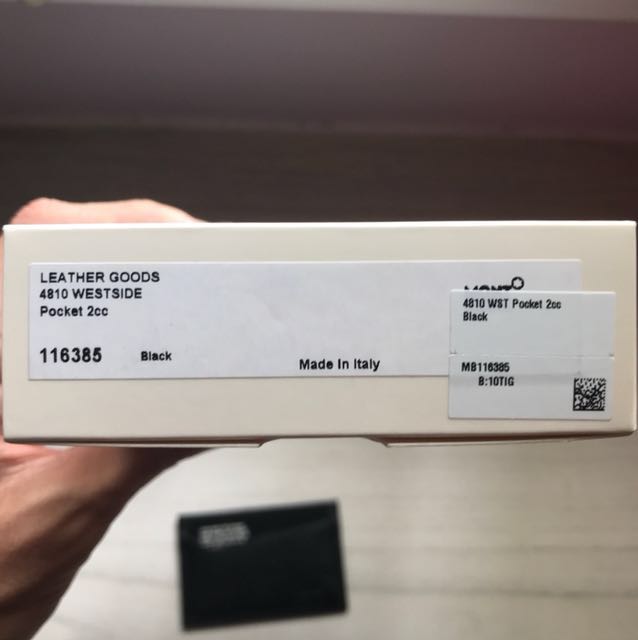 LEATHER GOODS
4810 WESTSIDE
Pocket 2cc
116385 Black
Made In Italy
4810 WST Pocket 2cc
Black
MB116385
B:10TIG